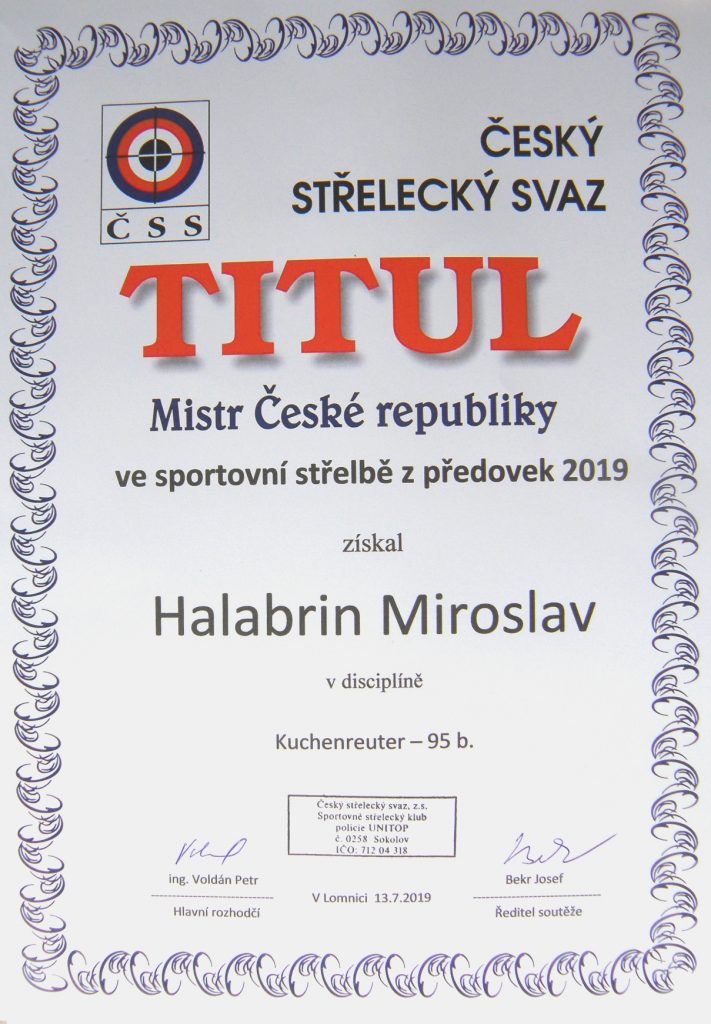 ČSS
ČESKÝ
STŘELECKÝ SVAZ
TITUL
Mistr České republiky
ve sportovní střelbě z předovek 2019
získal
Halabrin Miroslav
v disciplíně
Kuchenreuter – 95 b.
Český střelecký svaz, z.s.
Sportovně střelecký klub
policie UNITOP
č. 0258 Sokolov
IČO: 712 04 318
ing. Voldán Petr
Hlavní rozhodčí
V Lomnici 13.7.2019
Bekr Josef
Ředitel soutěže